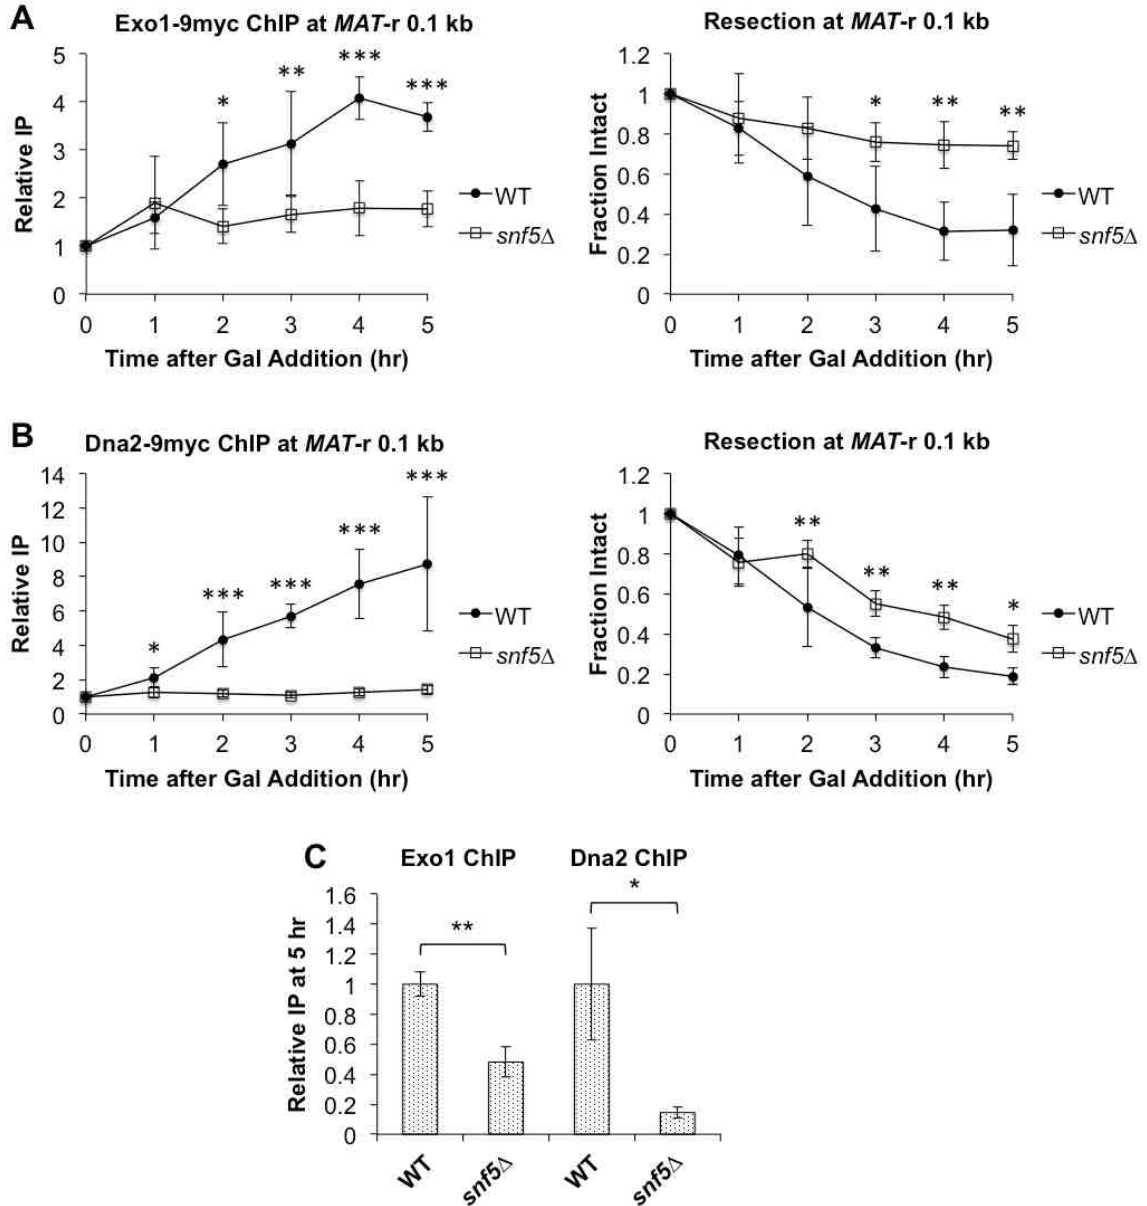 A
Exo1-9myc ChIP at MAT-r 0.1 kb
5
4
3
2
1
0
Relative IP
*
**
***
***
WT
snf5Δ
0 1 2 3 4 5
Time after Gal Addition (hr)
Resection at MAT-r 0.1 kb
1.2
1
0.8
0.6
0.4
0.2
0
Fraction Intact
*
**
**
WT
snf5Δ
0 1 2 3 4 5
Time after Gal Addition (hr)
B
Dna2-9myc ChIP at MAT-r 0.1 kb
14
12
10
8
6
4
2
0
Relative IP
*
***
***
***
***
WT
snf5Δ
0 1 2 3 4 5
Time after Gal Addition (hr)
Resection at MAT-r 0.1 kb
1.2
1
0.8
0.6
0.4
0.2
0
Fraction Intact
**
**
**
*
WT
snf5Δ
0 1 2 3 4 5
Time after Gal Addition (hr)
C
Exo1 ChIP Dna2 ChIP
1.6
1.4
1.2
1
0.8
0.6
0.4
0.2
0
Relative IP at 5 hr
**
*
WT snf5Δ WT snf5Δ